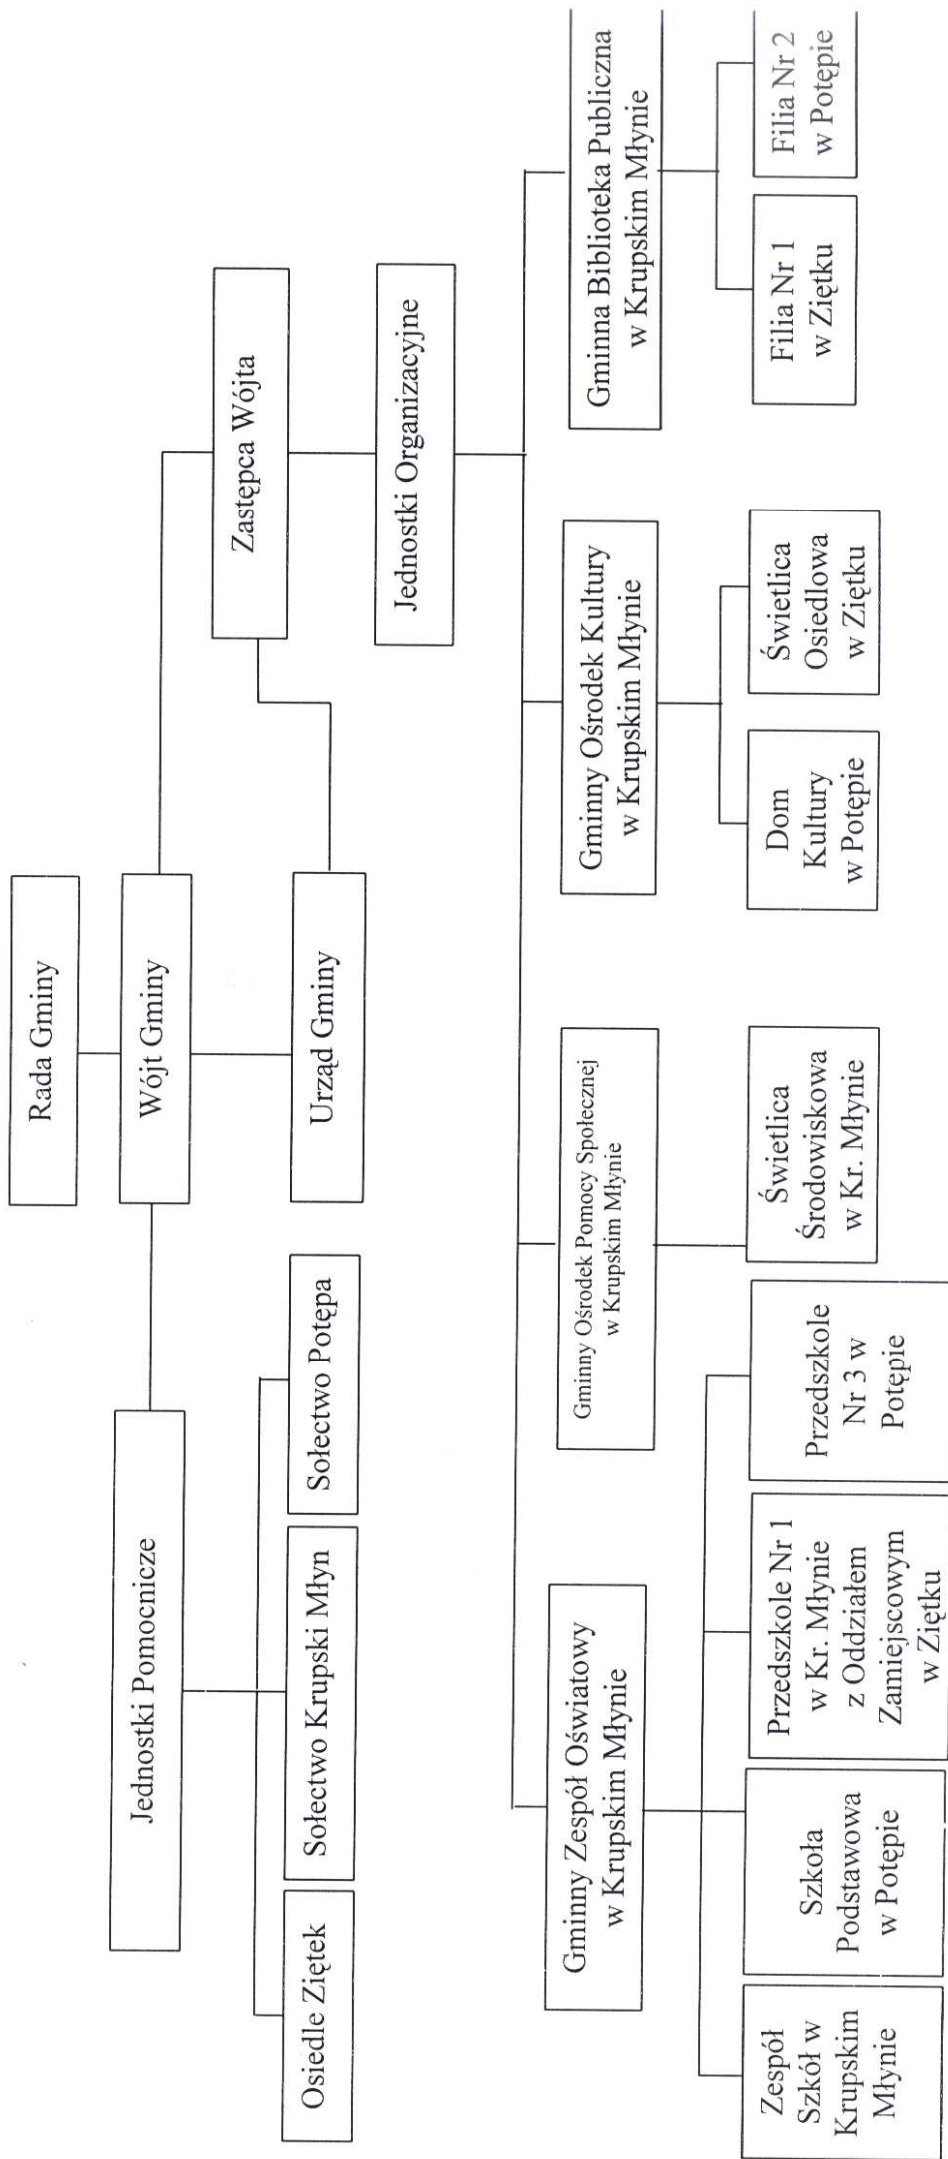 Rada Gminy
Wójt Gminy
Zastępca Wójta
Urząd Gminy
Jednostki Pomocnicze
Osiedle Ziętek
Sołectwo Krupski Młyn
Sołectwo Potępa
Jednostki Organizacyjne
Gminny Zespół Oświatowy
w Krupskim Młynie
Zespół
Szkół w
Krupskim
Młynie
Szkoła
Podstawowa
w Potępie
Przedszkole Nr 1
w Kr. Młynie
z Oddziałem
Zamiejscowym
w Ziętku
Przedszkole
Nr 3 w
Potępie
Gminny Ośrodek Pomocy Społecznej
w Krupskim Młynie
Świetlica
Środowiskowa
w Kr. Młynie
Gminny Ośrodek Kultury
w Krupskim Młynie
Dom
Kultury
w Potępie
Świetlica
Osiedlowa
w Ziętku
Gminna Biblioteka Publiczna
w Krupskim Młynie
Filia Nr 1
w Ziętku
Filia Nr 2
w Potępie